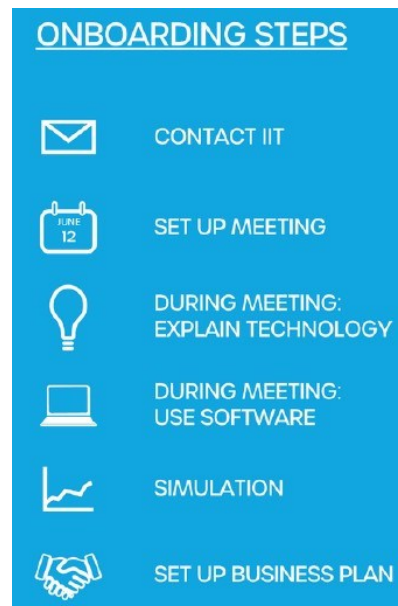 ONBOARDING STEPS
CONTACT IIT
JUNE
12
SET UP MEETING
DURING MEETING:
EXPLAIN TECHNOLOGY
DURING MEETING:
USE SOFTWARE
SIMULATION
SET UP BUSINESS PLAN